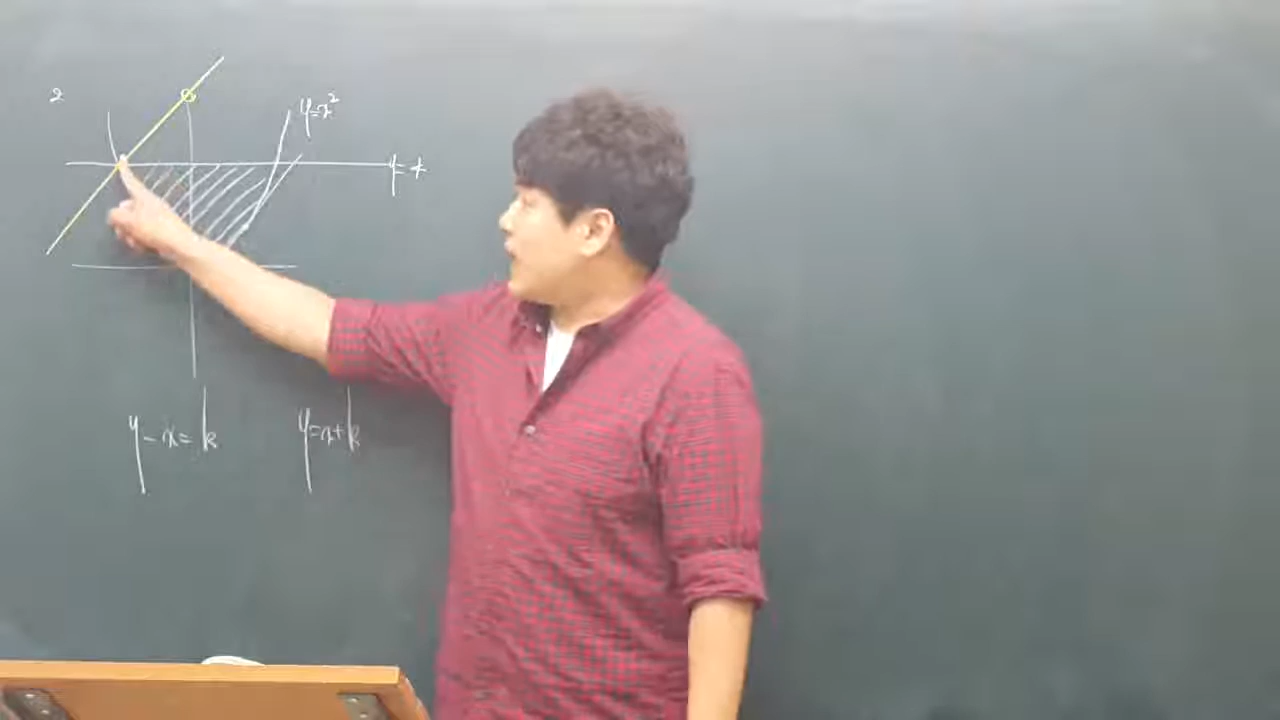 2
y=x²
y=t
y-x=k
y=x+k